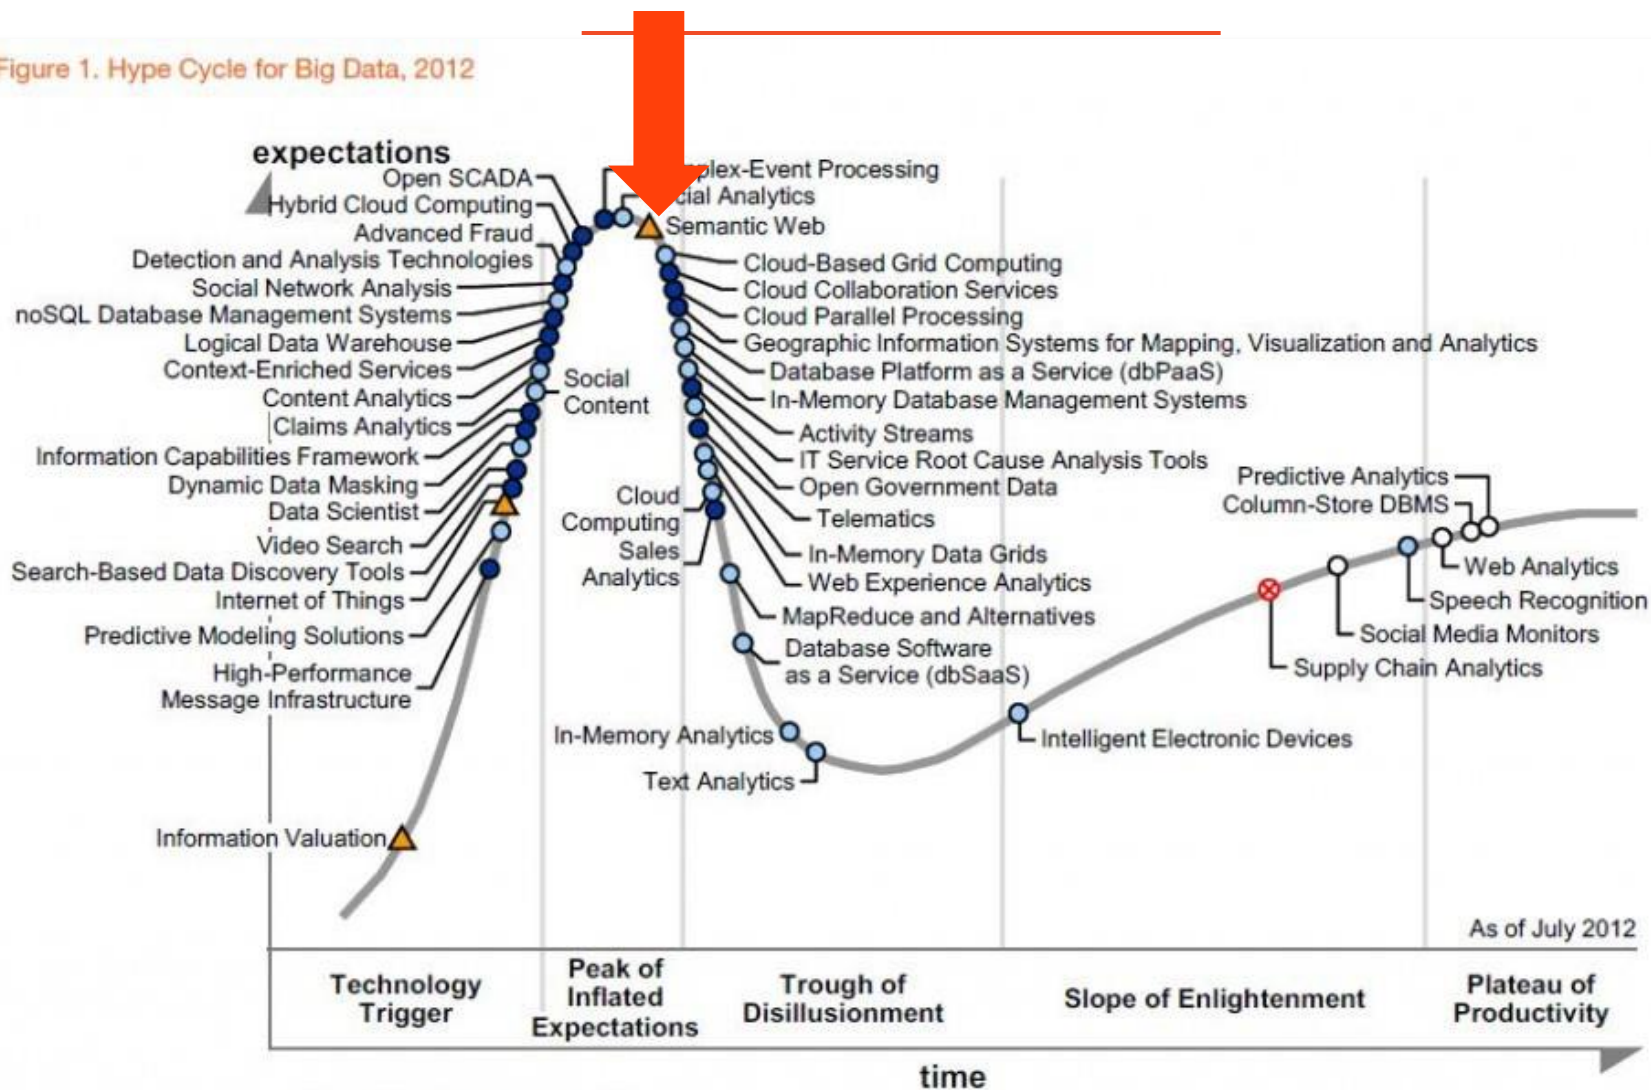 Figure 1. Hype Cycle for Big Data, 2012
expectations
Open SCADA
Hybrid Cloud Computing
Advanced Fraud
Detection and Analysis Technologies
Social Network Analysis
noSQL Database Management Systems
Logical Data Warehouse
Context-Enriched Services
Content Analytics
Claims Analytics
Information Capabilities Framework
Dynamic Data Masking
Data Scientist
Video Search
Search-Based Data Discovery Tools
Internet of Things
Predictive Modeling Solutions
High-Performance
Message Infrastructure
Information Valuation
Social
Content
plex-Event Processing
cial Analytics
Semantic Web
Cloud-Based Grid Computing
Cloud Collaboration Services
Cloud Parallel Processing
Geographic Information Systems for Mapping, Visualization and Analytics
Database Platform as a Service (dbPaaS)
In-Memory Database Management Systems
Activity Streams
IT Service Root Cause Analysis Tools
Open Government Data
Telematics
In-Memory Data Grids
Web Experience Analytics
Cloud
Computing
Sales
Analytics
MapReduce and Alternatives
Database Software
as a Service (dbSaaS)
In-Memory Analytics
Text Analytics
Intelligent Electronic Devices
Predictive Analytics
Column-Store DBMS
Web Analytics
Speech Recognition
Social Media Monitors
Supply Chain Analytics
As of July 2012
Technology
Trigger
Peak of
Inflated
Expectations
Trough of
Disillusionment
Slope of Enlightenment
Plateau of
Productivity
time